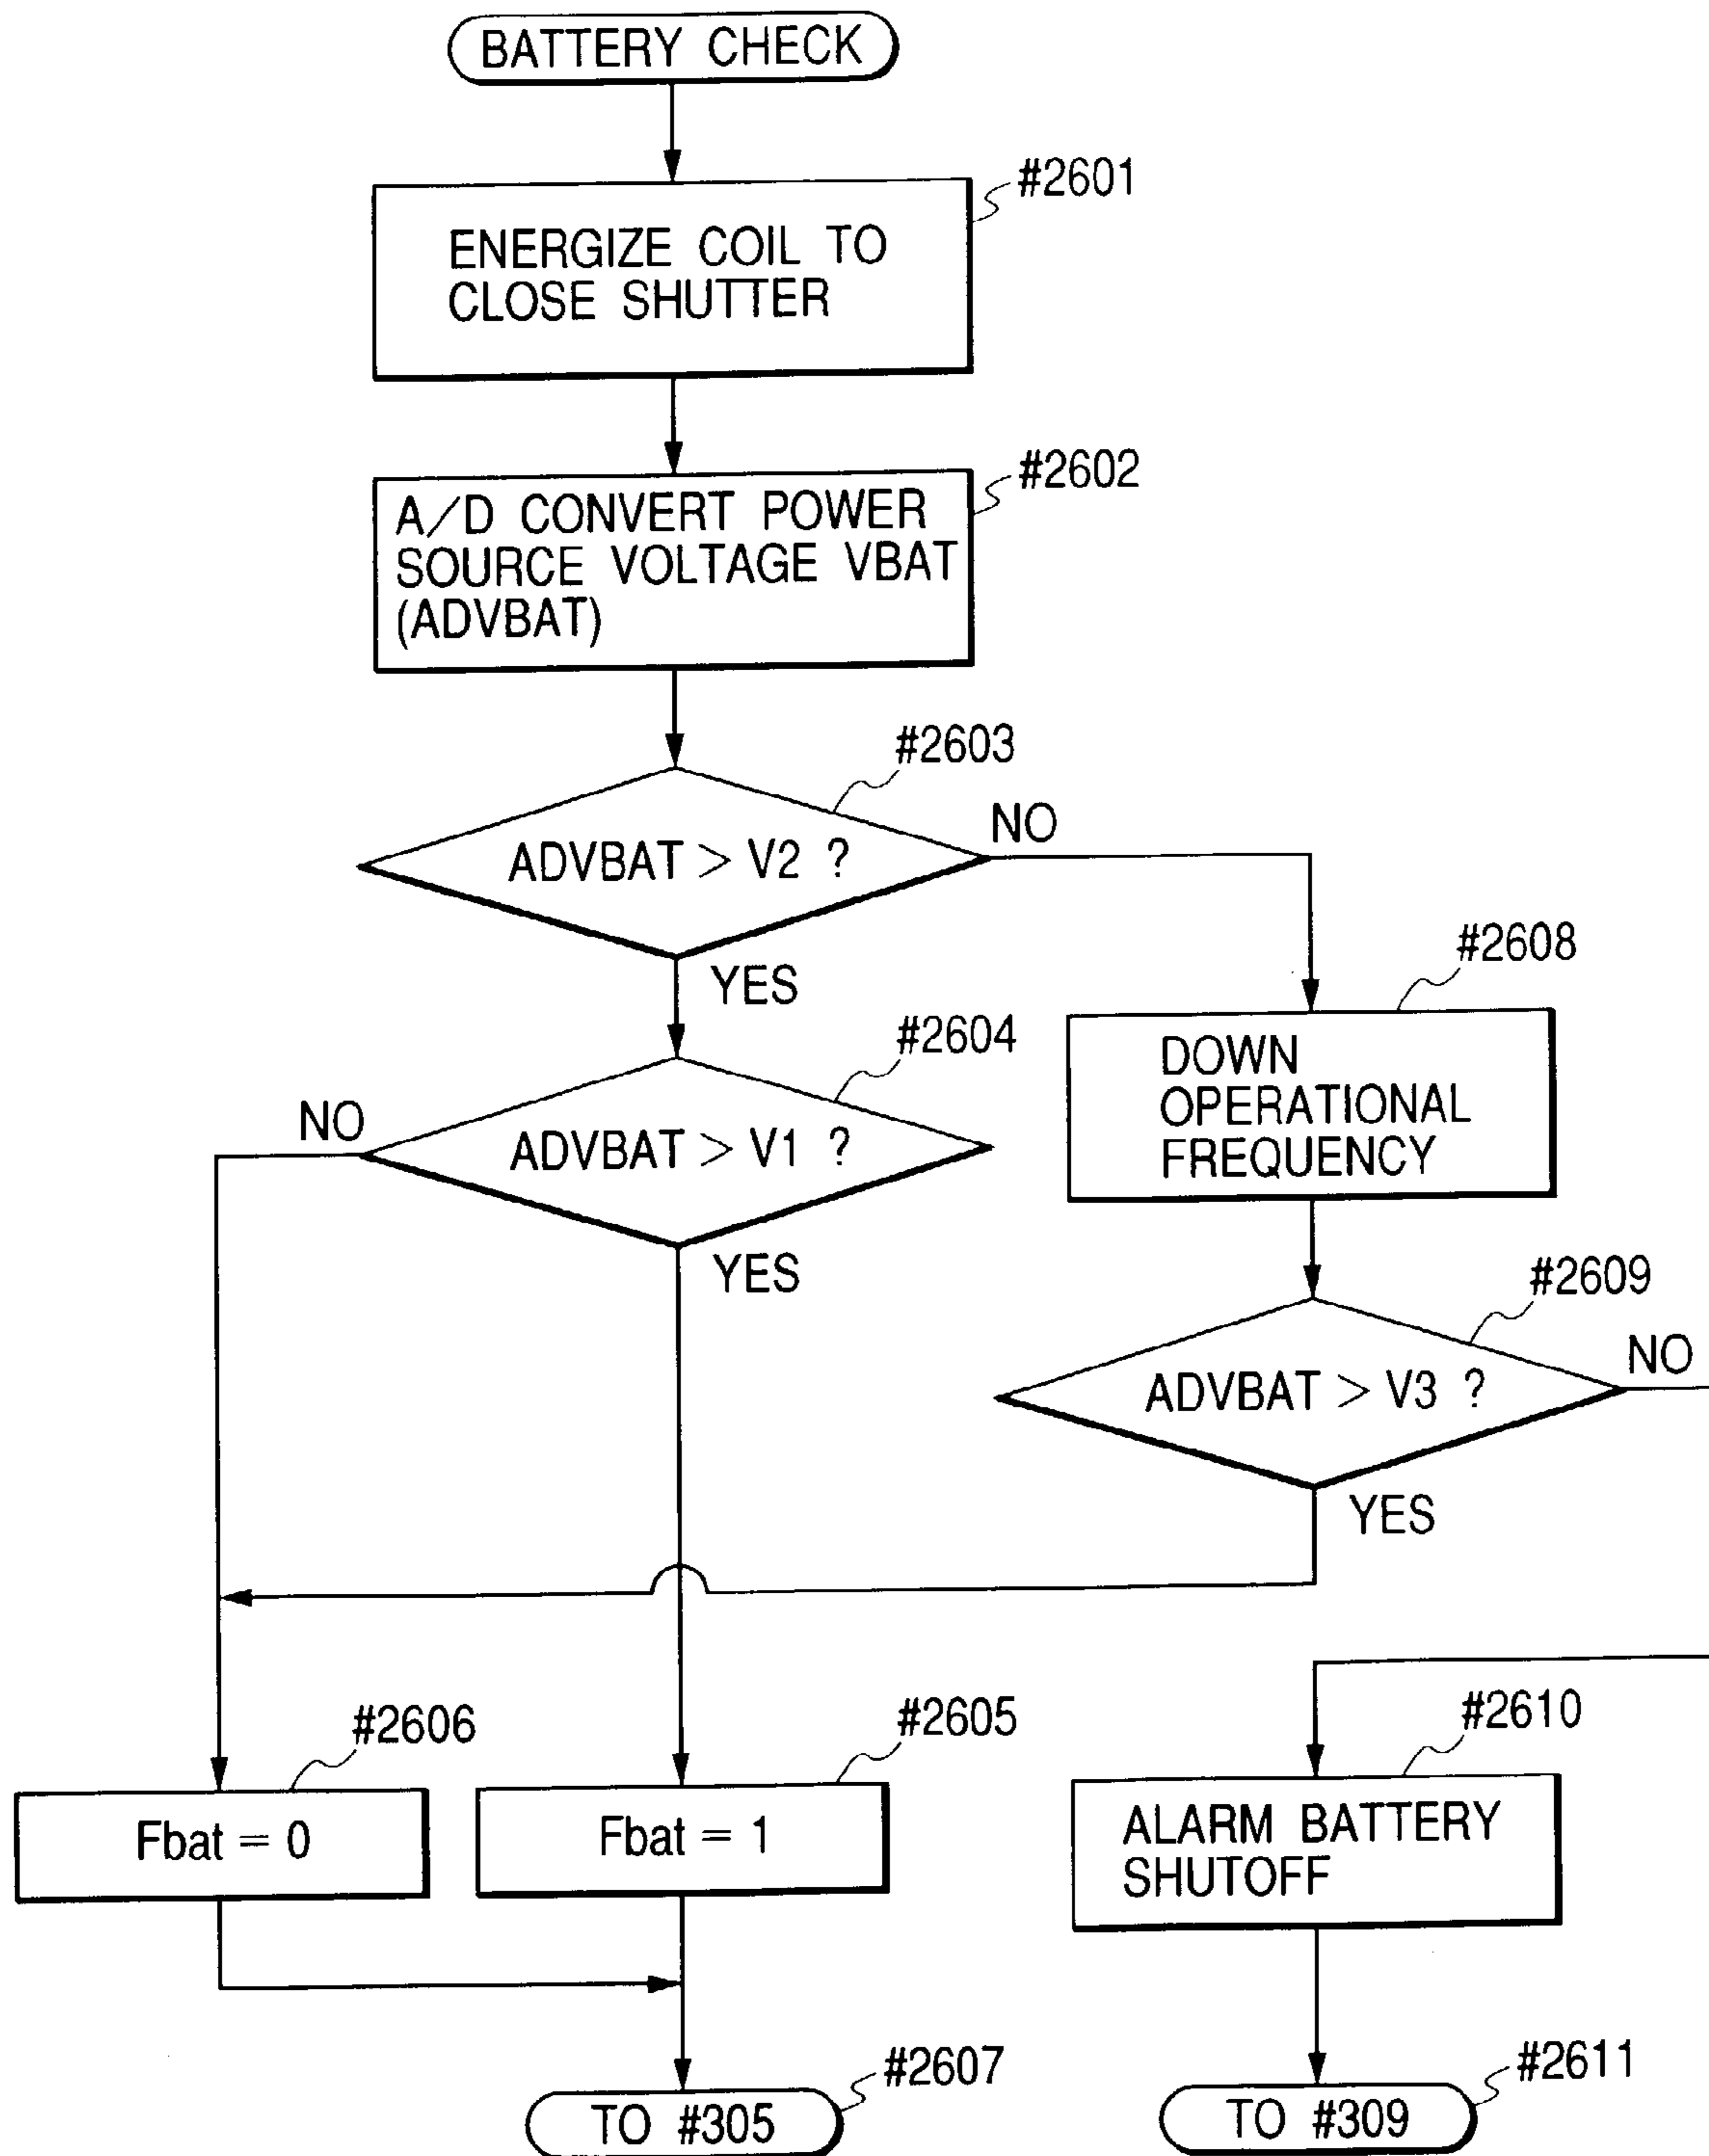 BATTERY CHECK
#2601
ENERGIZE COIL TO
CLOSE SHUTTER
#2602
A/D CONVERT POWER
SOURCE VOLTAGE VBAT
(ADVBAT)
#2603
ADVBAT > V2 ?
NO
YES
#2608
DOWN
OPERATIONAL
FREQUENCY
#2604
NO
ADVBAT > V1 ?
YES
#2609
ADVBAT > V3 ?
NO
YES
#2606
Fbat = 0
#2605
Fbat = 1
#2610
ALARM BATTERY
SHUTOFF
#2607
TO #305
#2611
TO #309